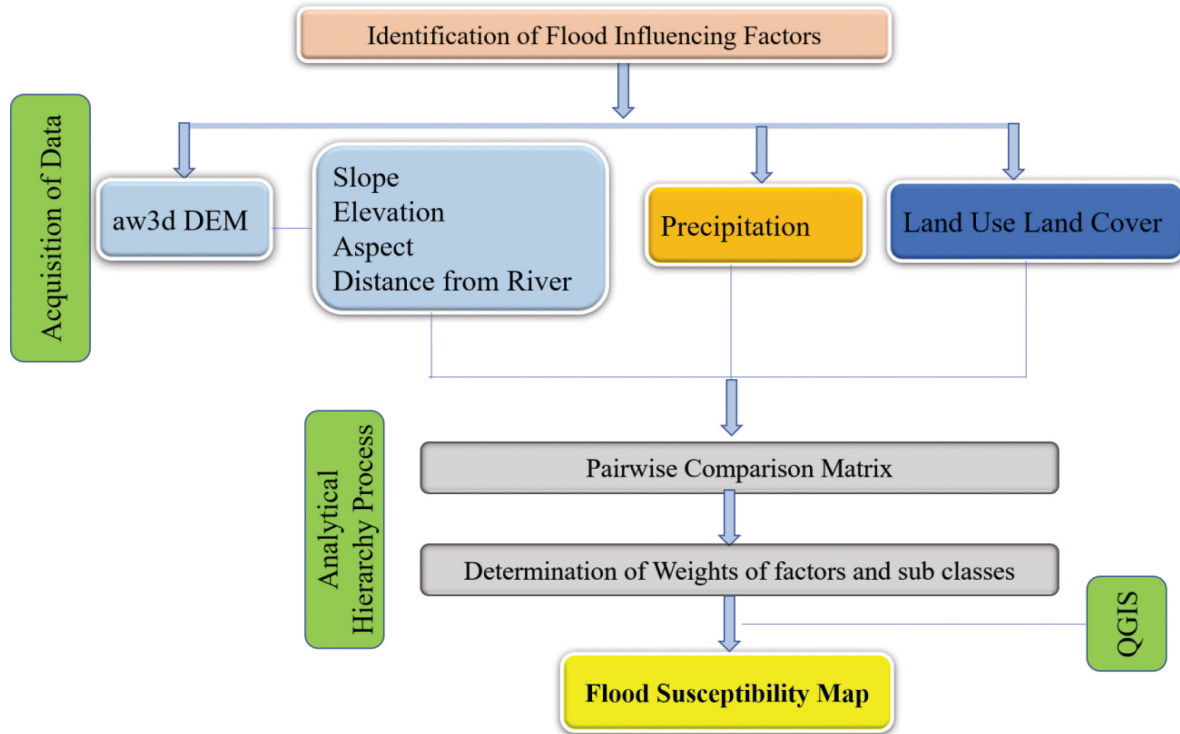 Identification of Flood Influencing Factors
Acquisition of Data
aw3d DEM
Slope
Elevation
Aspect
Distance from River
Precipitation
Land Use Land Cover
Analytical
Hierarchy Process
Pairwise Comparison Matrix
Determination of Weights of factors and sub classes
QGIS
Flood Susceptibility Map